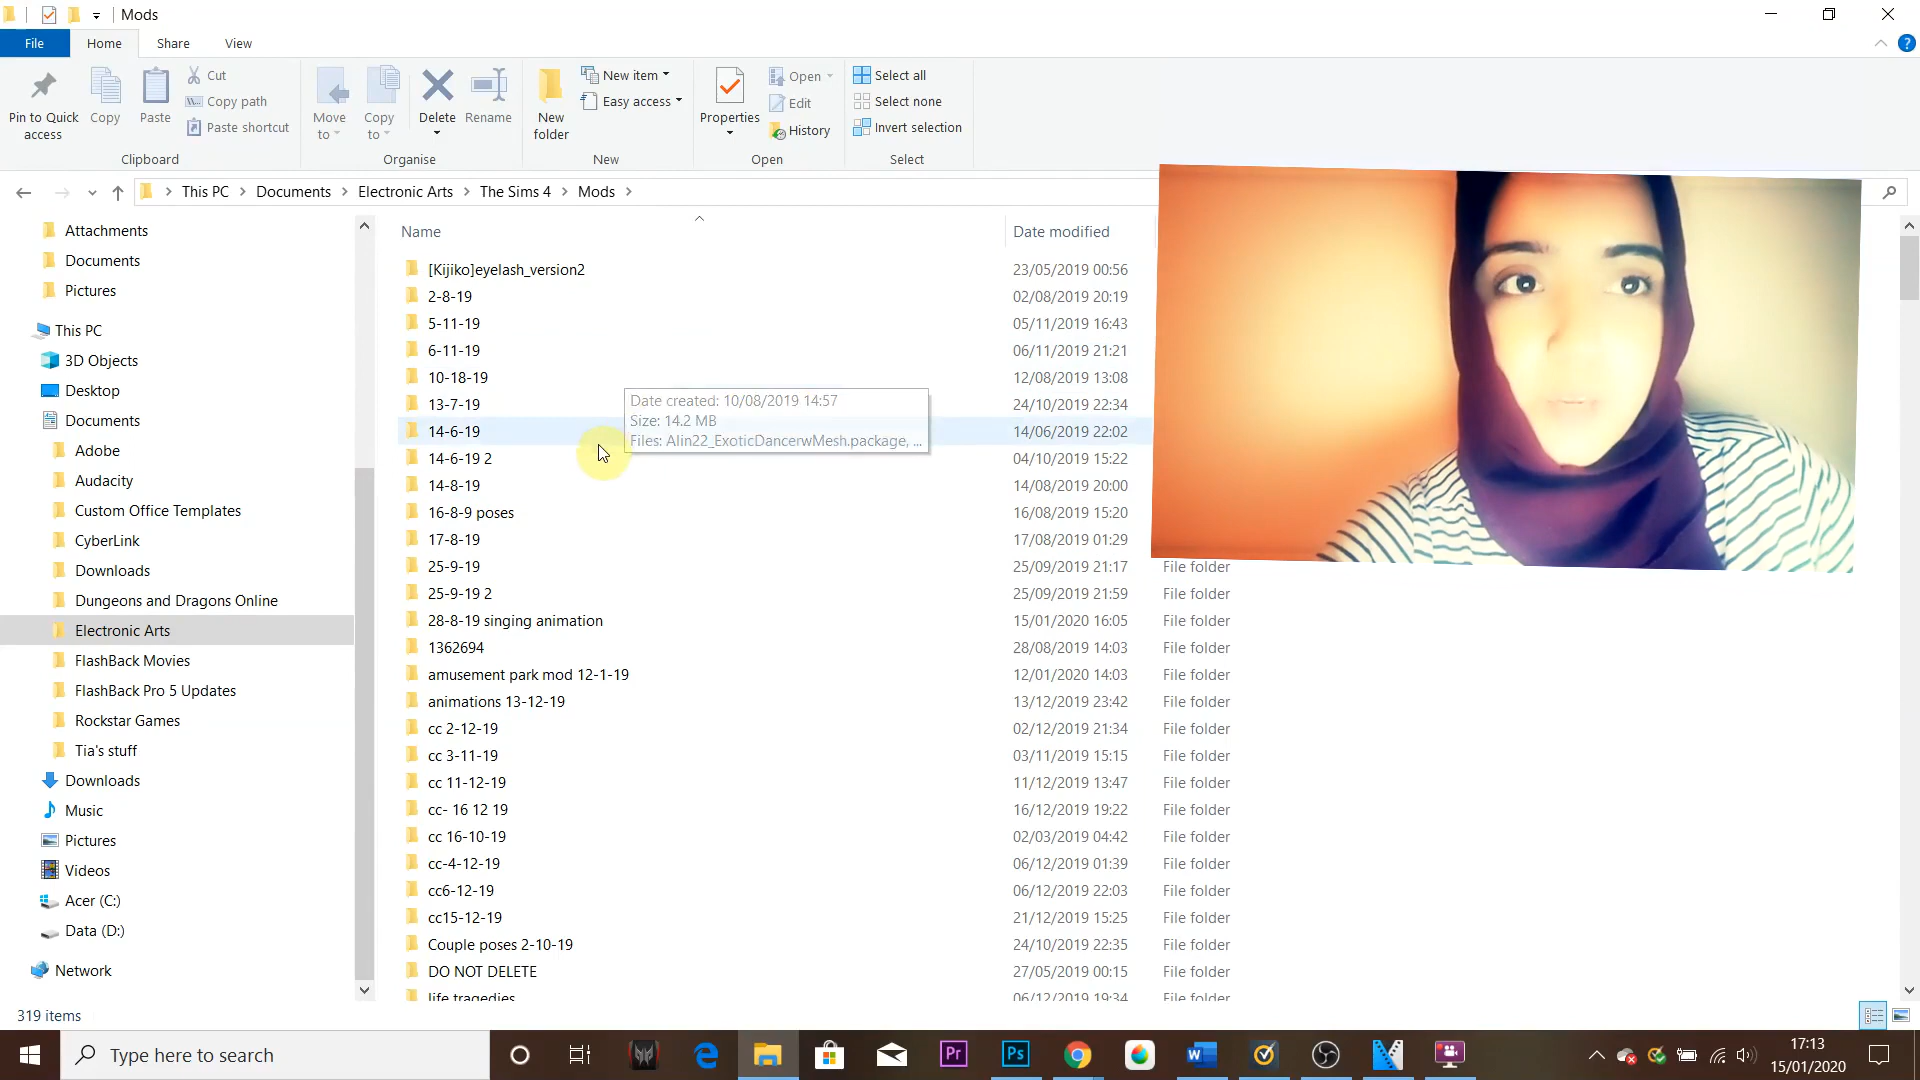 Mods
File Home Share View
Pin to Quick access
Copy
Paste
Cut
Copy path
Paste shortcut
Clipboard
Move to
Copy to
Delete
Rename
Organise
New folder
New item
Easy access
New
Properties
Open
Edit
History
Open
Select all
Select none
Invert selection
Select
This PC > Documents > Electronic Arts > The Sims 4 > Mods >
Attachments
Documents
Pictures
This PC
3D Objects
Desktop
Documents
Adobe
Audacity
Custom Office Templates
CyberLink
Downloads
Dungeons and Dragons Online
Electronic Arts
FlashBack Movies
FlashBack Pro 5 Updates
Rockstar Games
Tia's stuff
Downloads
Music
Pictures
Videos
Acer (C:)
Data (D:)
Network
Name Date modified
[Kijiko]eyelash_version2 23/05/2019 00:56
2-8-19 02/08/2019 20:19
5-11-19 05/11/2019 16:43
6-11-19 06/11/2019 21:21
10-18-19 12/08/2019 13:08
13-7-19 24/10/2019 22:34
14-6-19 14/06/2019 22:02
14-6-19 2 04/10/2019 15:22
14-8-19 14/08/2019 20:00
16-8-9 poses 16/08/2019 15:20
17-8-19 17/08/2019 01:29
25-9-19 25/09/2019 21:17 File folder
25-9-19 2 25/09/2019 21:59 File folder
28-8-19 singing animation 15/01/2020 16:05 File folder
1362694 28/08/2019 14:03 File folder
amusement park mod 12-1-19 12/01/2020 14:03 File folder
animations 13-12-19 13/12/2019 23:42 File folder
cc 2-12-19 02/12/2019 21:34 File folder
cc 3-11-19 03/11/2019 15:15 File folder
cc 11-12-19 11/12/2019 13:47 File folder
cc- 16 12 19 16/12/2019 19:22 File folder
cc 16-10-19 02/03/2019 04:42 File folder
cc-4-12-19 06/12/2019 01:39 File folder
cc6-12-19 06/12/2019 22:03 File folder
cc15-12-19 21/12/2019 15:25 File folder
Couple poses 2-10-19 24/10/2019 22:35 File folder
DO NOT DELETE 27/05/2019 00:15 File folder
life tragedies 06/12/2019 19:34 File folder
Date created: 10/08/2019 14:57
Size: 14.2 MB
Files: Alin22_ExoticDancerwMesh.package, ...
319 items
Type here to search
Pr
Ps
17:13
15/01/2020